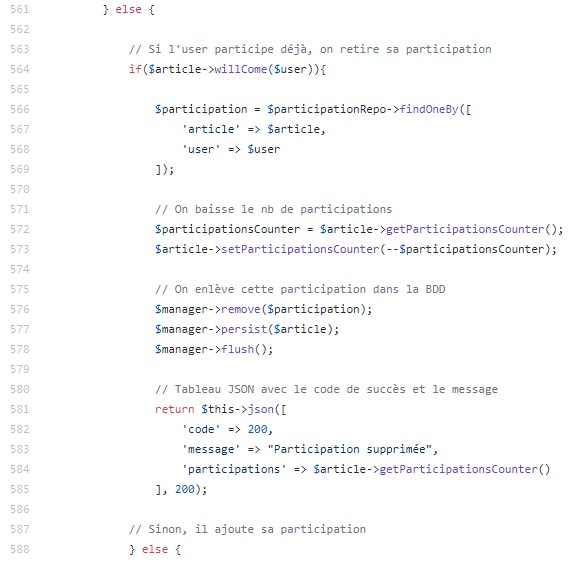 561 } else {
562
563 // Si l'user participe déjà, on retire sa participation
564 if($article->willCome($user)){
565
566 $participation = $participationRepo->findOneBy([
567 'article' => $article,
568 'user' => $user
569 ]);
570
571 // On baisse le nb de participations
572 $participationsCounter = $article->getParticipationsCounter();
573 $article->setParticipationsCounter(--$participationsCounter);
574
575 // On enlève cette participation dans la BDD
576 $manager->remove($participation);
577 $manager->persist($article);
578 $manager->flush();
579
580 // Tableau JSON avec le code de succès et le message
581 return $this->json([
582 'code' => 200,
583 'message' => "Participation supprimée",
584 'participations' => $article->getParticipationsCounter()
585 ], 200);
586
587 // Sinon, il ajoute sa participation
588 } else {